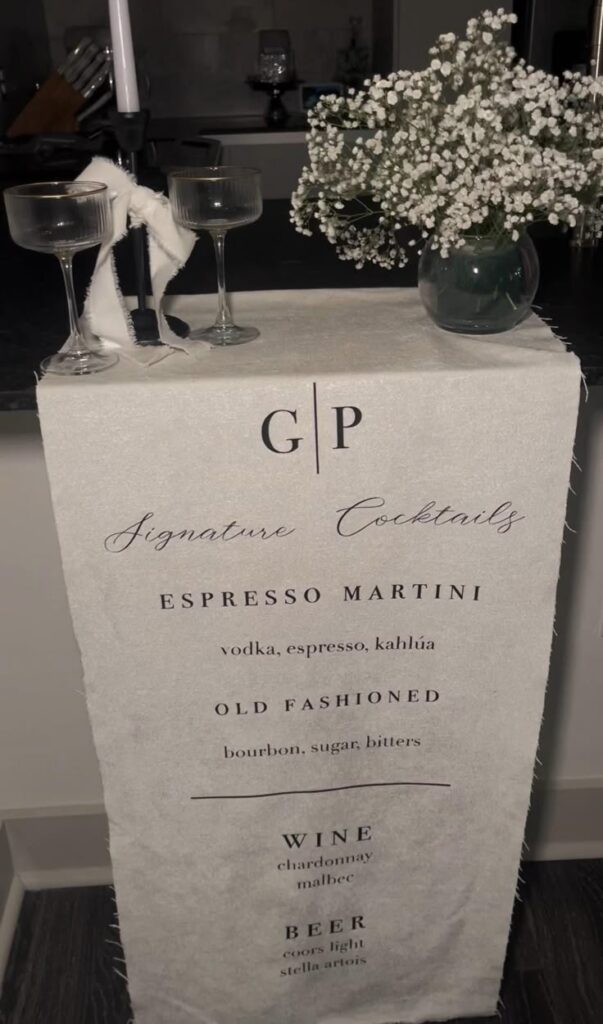 G|P
Signature Cocktails
ESPRESSO MARTINI
vodka, espresso, kahlúa
OLD FASHIONED
bourbon, sugar, bitters
WINE
chardonnay
malbec
BEER
coors light
stella artois